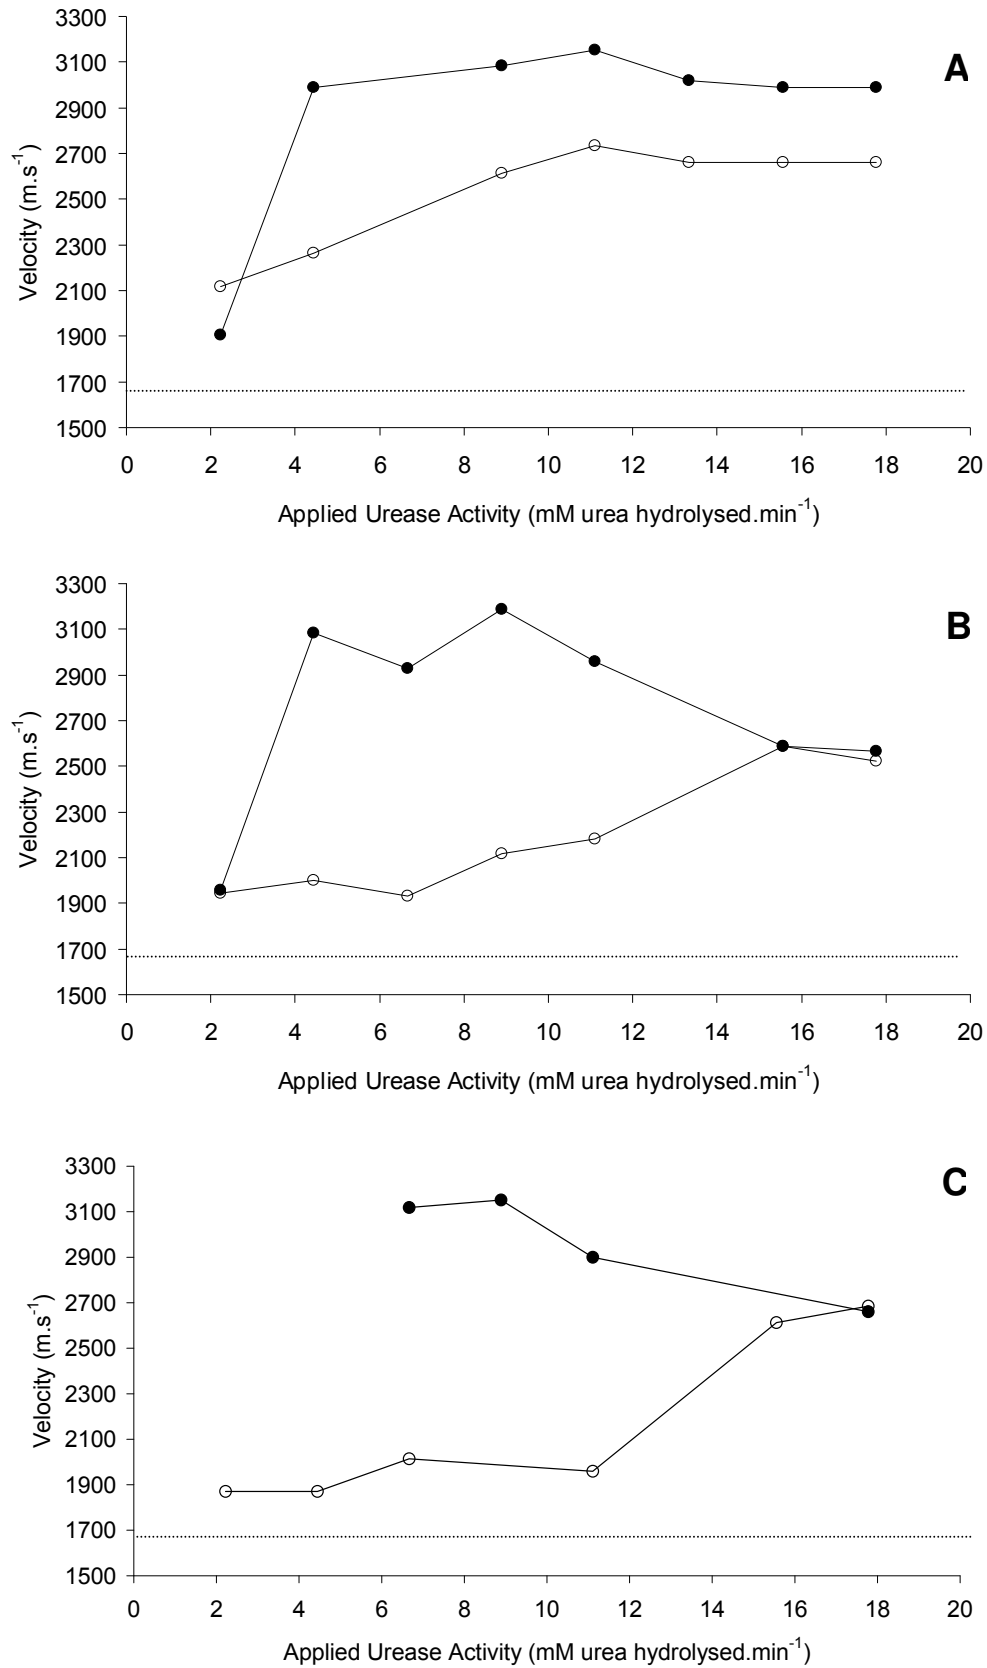 3300
3100
2900
2700
2500
2300
2100
1900
1700
1500
Velocity (m.s⁻¹)
A
0 2 4 6 8 10 12 14 16 18 20
Applied Urease Activity (mM urea hydrolysed.min⁻¹)
3300
3100
2900
2700
2500
2300
2100
1900
1700
1500
Velocity (m.s⁻¹)
B
0 2 4 6 8 10 12 14 16 18 20
Applied Urease Activity (mM urea hydrolysed.min⁻¹)
3300
3100
2900
2700
2500
2300
2100
1900
1700
1500
Velocity (m.s⁻¹)
C
0 2 4 6 8 10 12 14 16 18 20
Applied Urease Activity (mM urea hydrolysed.min⁻¹)